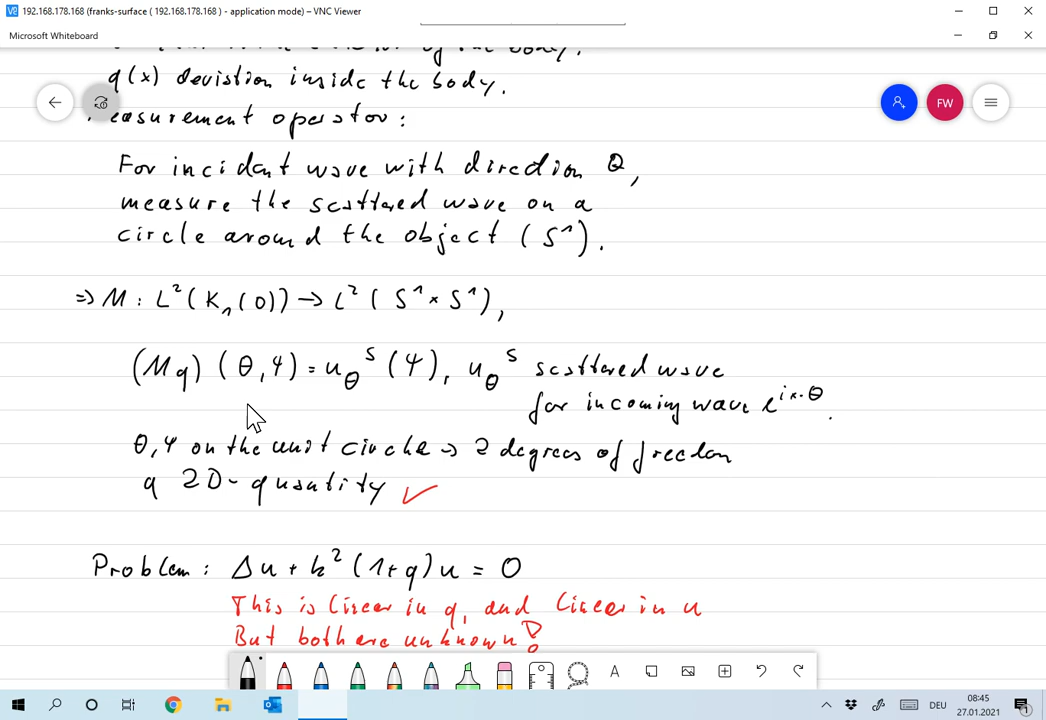 192.168.178.168 (franks-surface ( 192.168.178.168 ) - application mode) - VNC Viewer
Microsoft Whiteboard
of the body.
q(x) deviation inside the body.
easurement operator:
FW
For incident wave with direction θ,
measure the scattered wave on a
circle around the object (S¹).
=> M: L²(K₁(0)) → L²(S¹×S¹),
(Mq)(θ,φ) = u_θ^s(φ), u_θ^s scattered wave
for incoming wave e^{ix·θ}.
θ,φ on the unit circle → 2 degrees of freedom
q 2D-quantity ✓
Problem: Δu + k²(1+q)u = 0
This is linear in q, and linear in u
But both are unknown!
A
DEU
08:45
27.01.2021